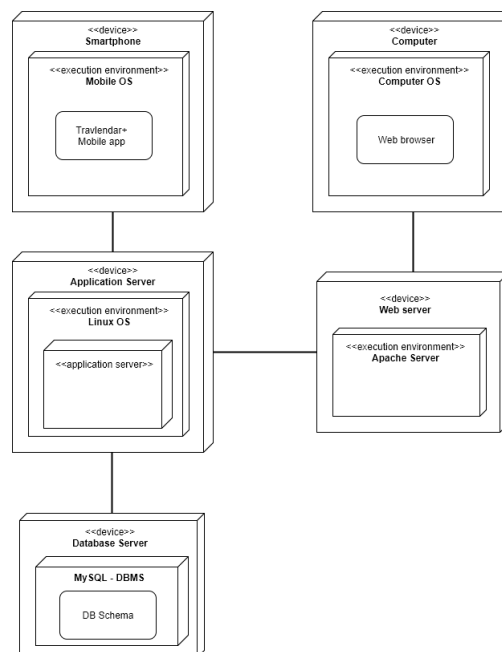 <<device>>
Smartphone
<<execution environment>>
Mobile OS
Travlendar+
Mobile app
<<device>>
Computer
<<execution environment>>
Computer OS
Web browser
<<device>>
Application Server
<<execution environment>>
Linux OS
<<application server>>
<<device>>
Web server
<<execution environment>>
Apache Server
<<device>>
Database Server
MySQL - DBMS
DB Schema